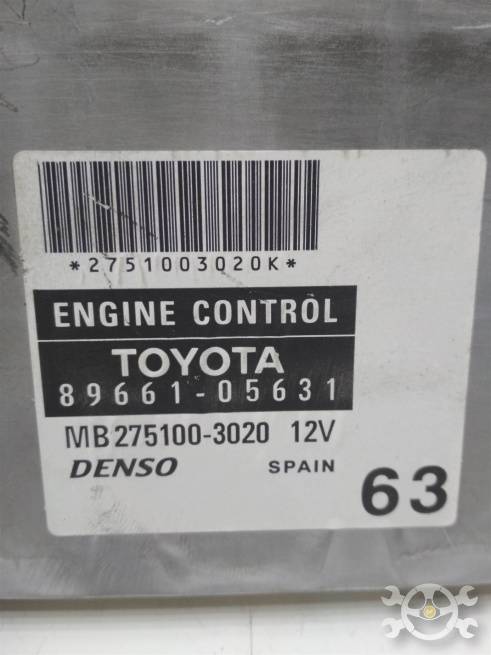 *2751003020K*
ENGINE CONTROL
TOYOTA
89661-05631
MB275100-3020 12V
DENSO SPAIN 63